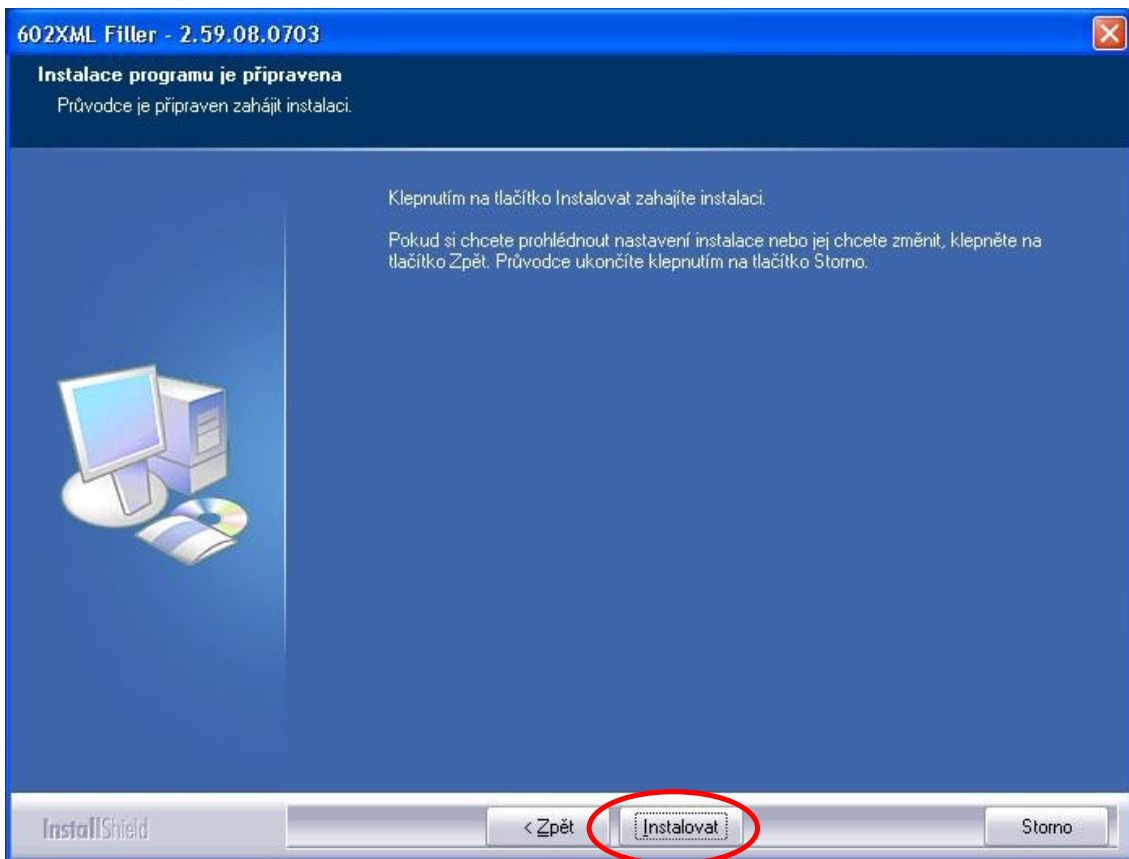 602XML Filler - 2.59.08.0703
Instalace programu je připravena
Průvodce je připraven zahájit instalaci.
Klepnutím na tlačítko Instalovat zahajíte instalaci.
Pokud si chcete prohlédnout nastavení instalace nebo jej chcete změnit, klepněte na
tlačítko Zpět. Průvodce ukončíte klepnutím na tlačítko Storno.
InstallShield
< Zpět
Instalovat
Storno